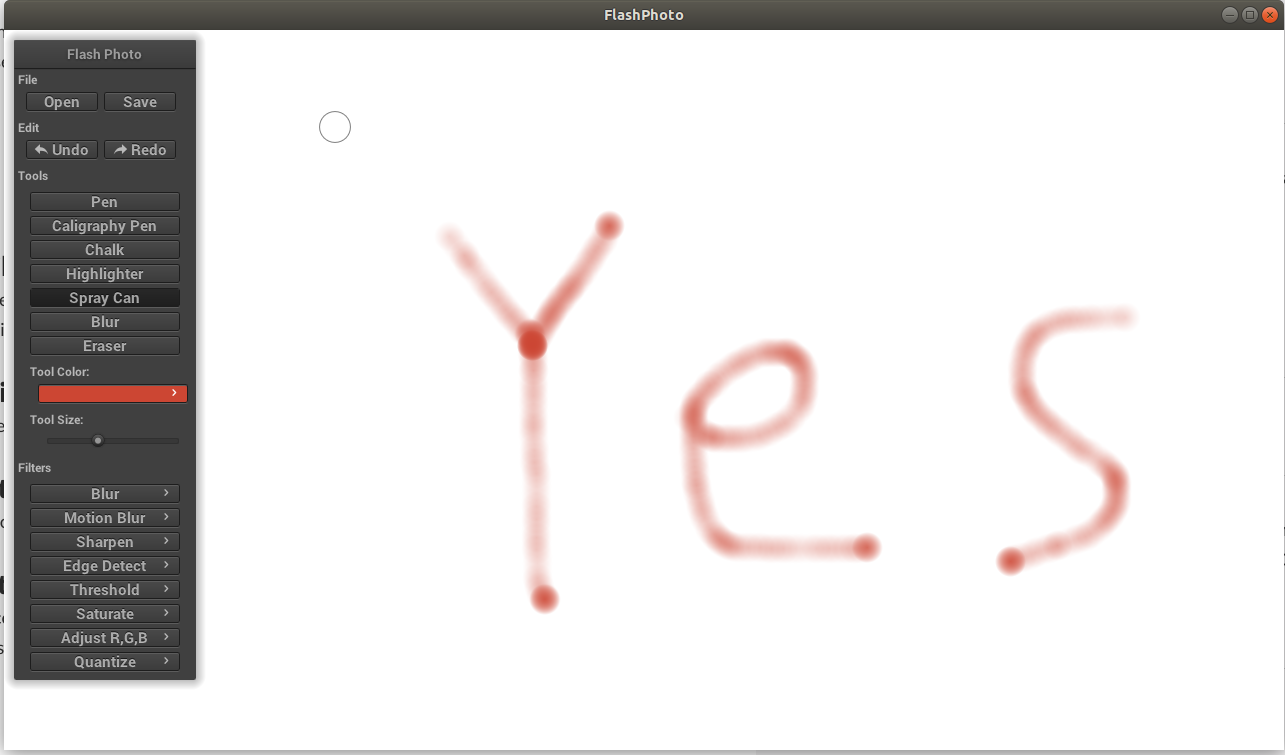 FlashPhoto
Flash Photo
File
Open Save
Edit
Undo Redo
Tools
Pen
Caligraphy Pen
Chalk
Highlighter
Spray Can
Blur
Eraser
Tool Color:
Tool Size:
Filters
Blur
Motion Blur
Sharpen
Edge Detect
Threshold
Saturate
Adjust R,G,B
Quantize
Yes